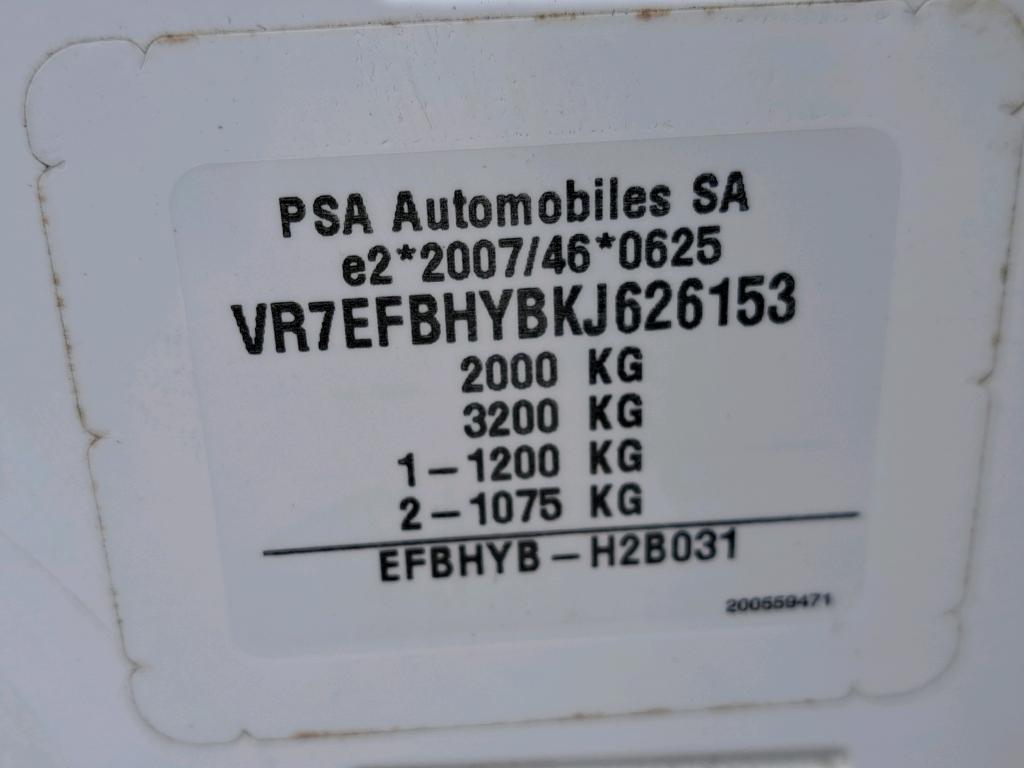 PSA Automobiles SA
e2*2007/46*0625
VR7EFBHYBKJ626153
2000 KG
3200 KG
1-1200 KG
2-1075 KG
EFBHYB-H2B031
200559471